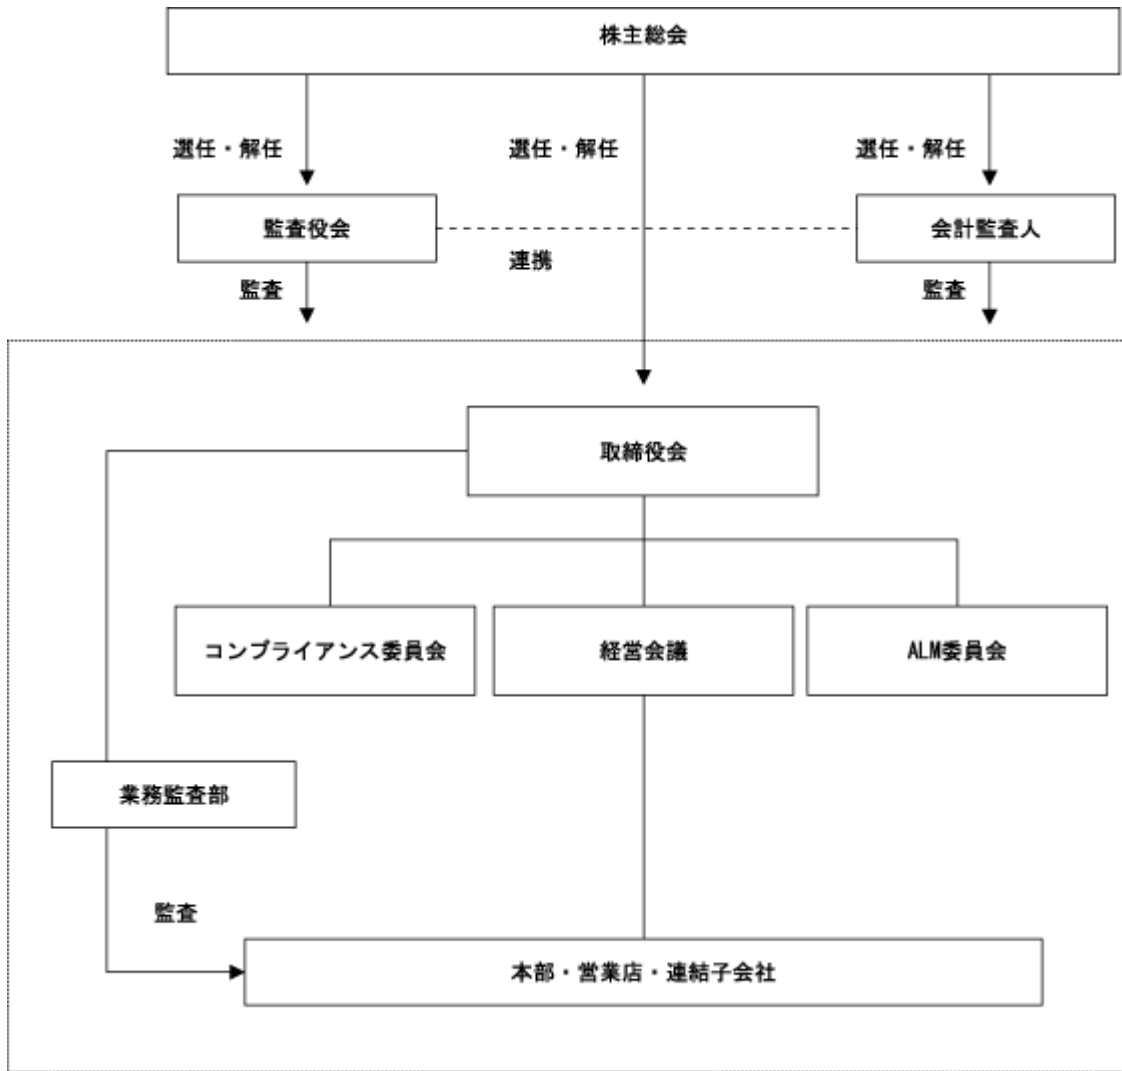 株主総会
選任・解任
選任・解任
選任・解任
監査役会
会計監査人
連携
監査
監査
取締役会
コンプライアンス委員会
経営会議
ALM委員会
業務監査部
監査
本部・営業店・連結子会社